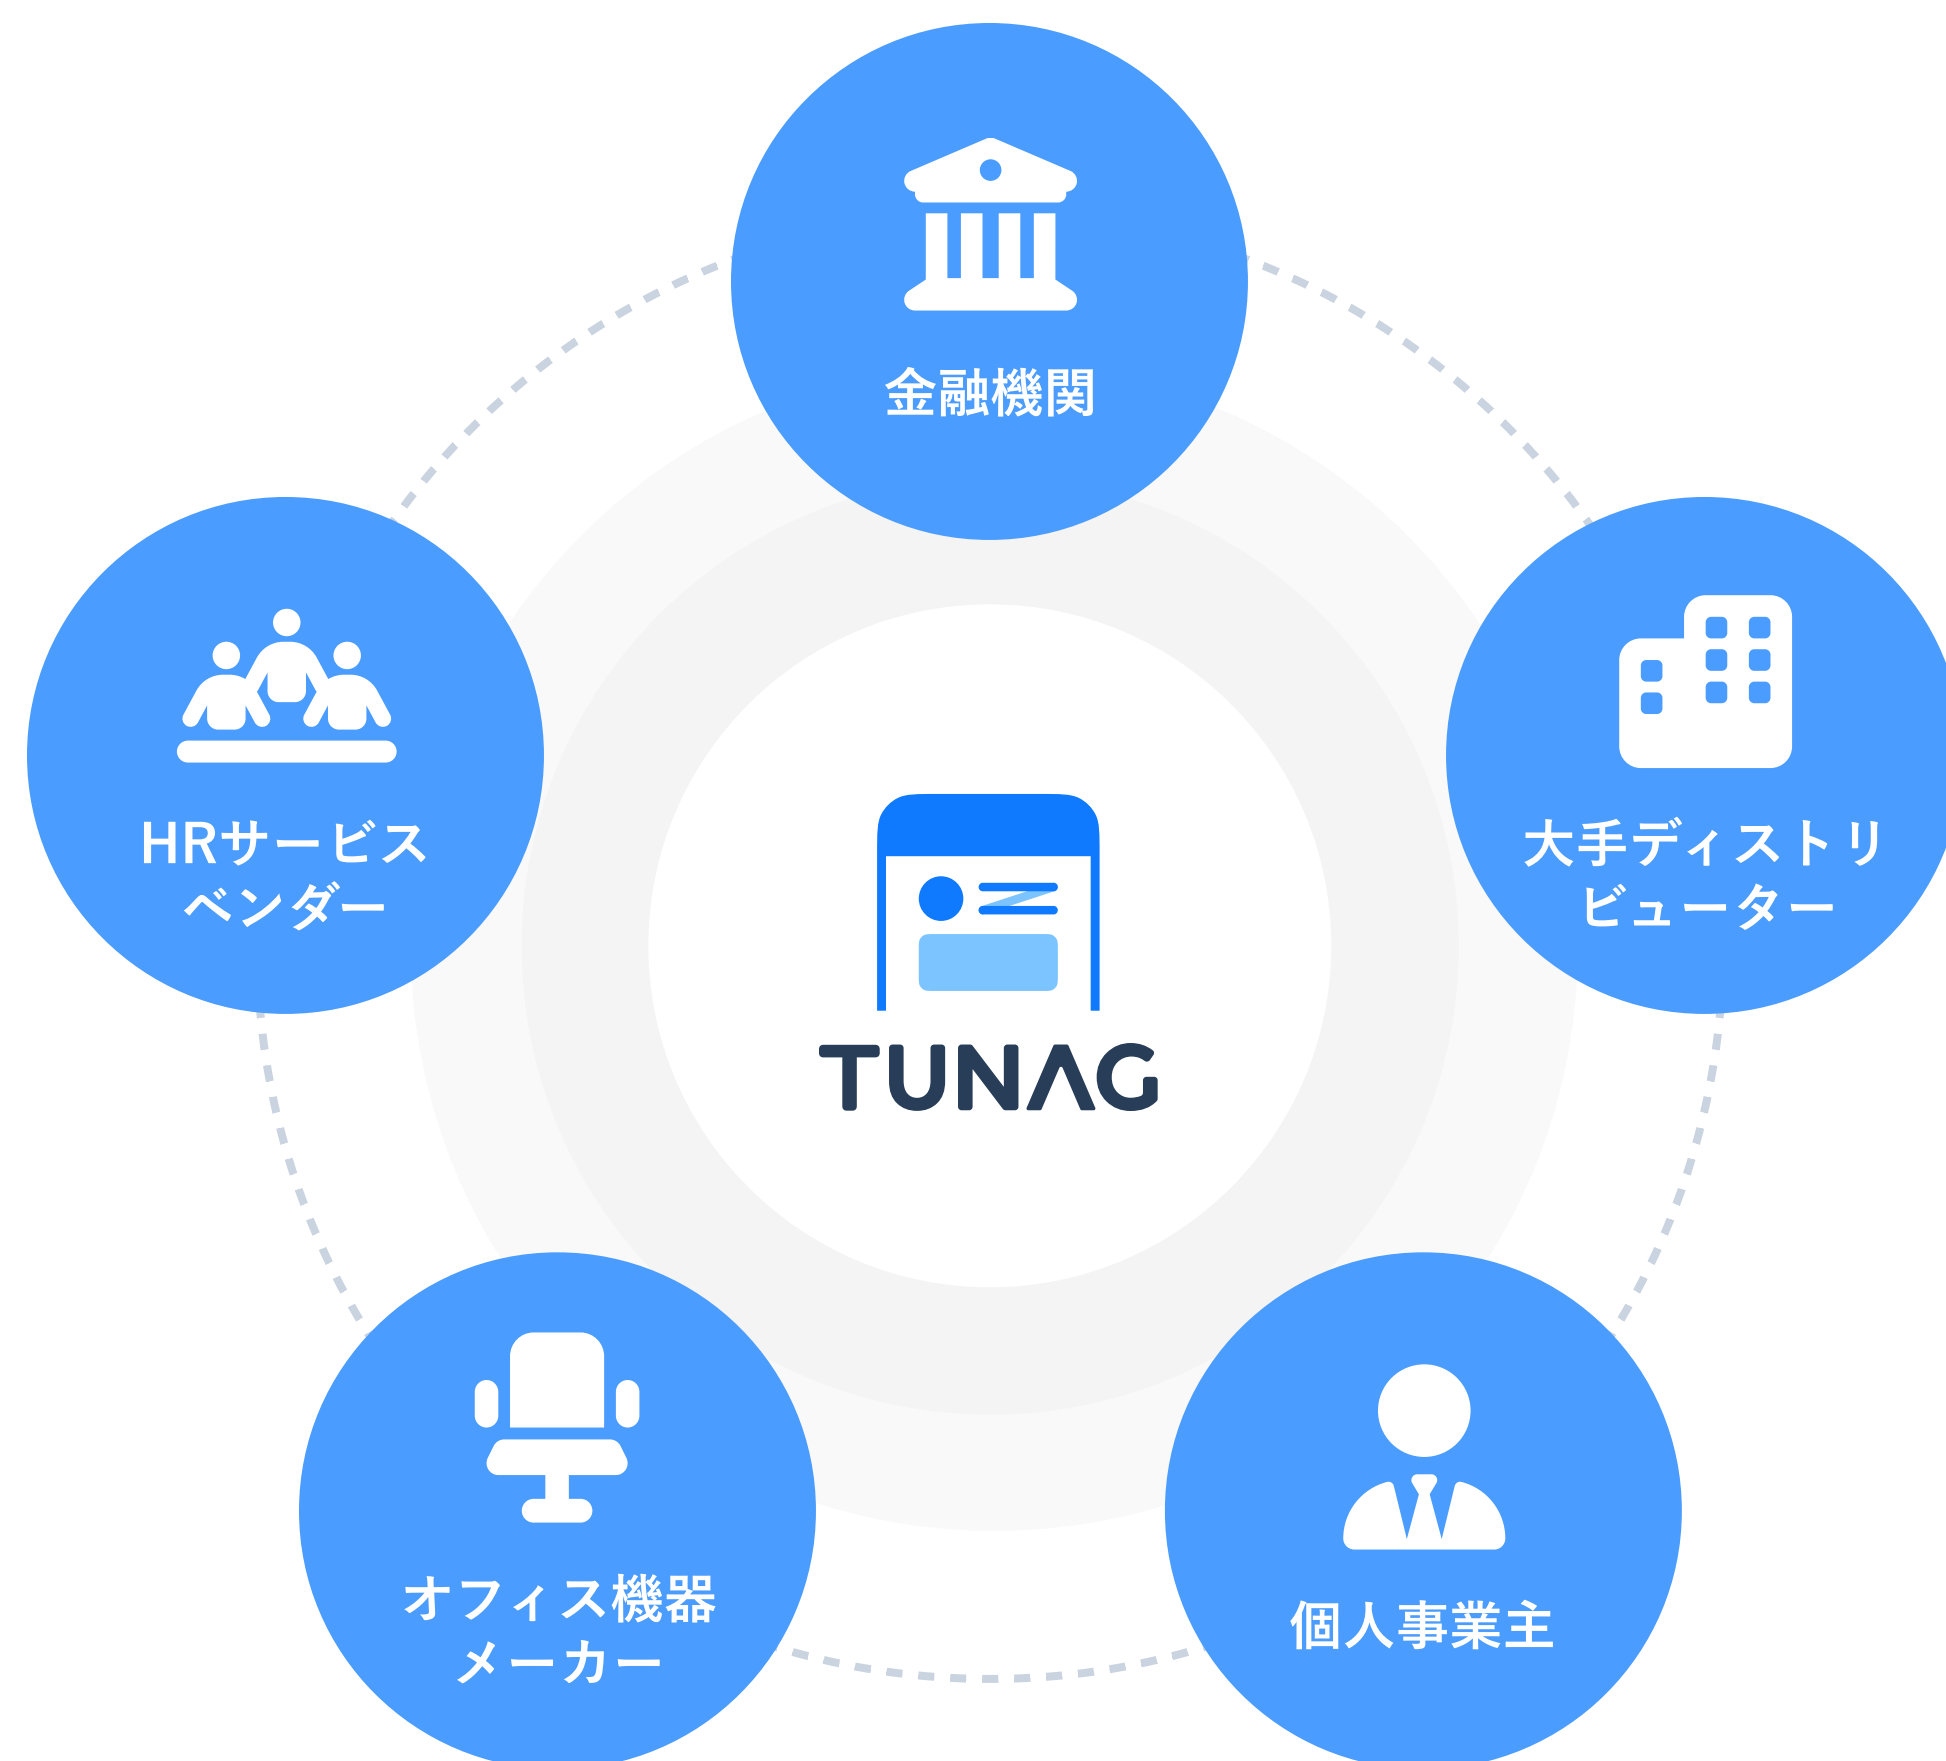 金融機関
HRサービス
ベンダー
大手ディストリ
ビューター
TUNAG
オフィス機器
メーカー
個人事業主